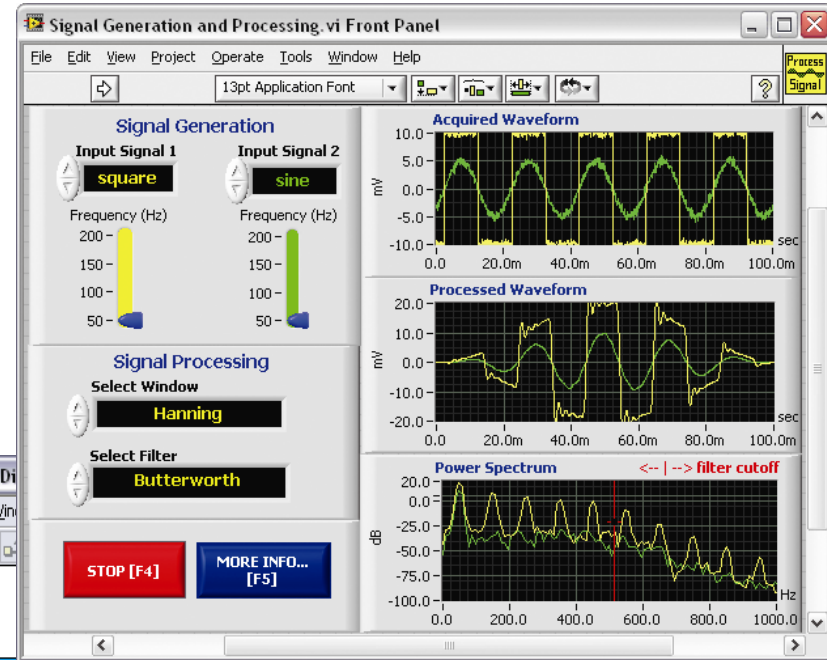 Signal Generation and Processing.vi Front Panel
File Edit View Project Operate Tools Window Help
13pt Application Font
Process
Signal
Signal Generation
Input Signal 1
Input Signal 2
square
sine
Frequency (Hz)
Frequency (Hz)
200
150
100
50
200
150
100
50
Signal Processing
Select Window
Hanning
Select Filter
Butterworth
STOP [F4]
MORE INFO...
[F5]
Acquired Waveform
mV
10.0
5.0
0.0
-5.0
-10.0
sec
0.0 20.0m 40.0m 60.0m 80.0m 100.0m
Processed Waveform
mV
20.0
10.0
0.0
-10.0
-20.0
sec
0.0 20.0m 40.0m 60.0m 80.0m 100.0m
Power Spectrum <-- | --> filter cutoff
dB
20.0
0.0
-25.0
-50.0
-75.0
-100.0
Hz
0.0 200.0 400.0 600.0 800.0 1000.0